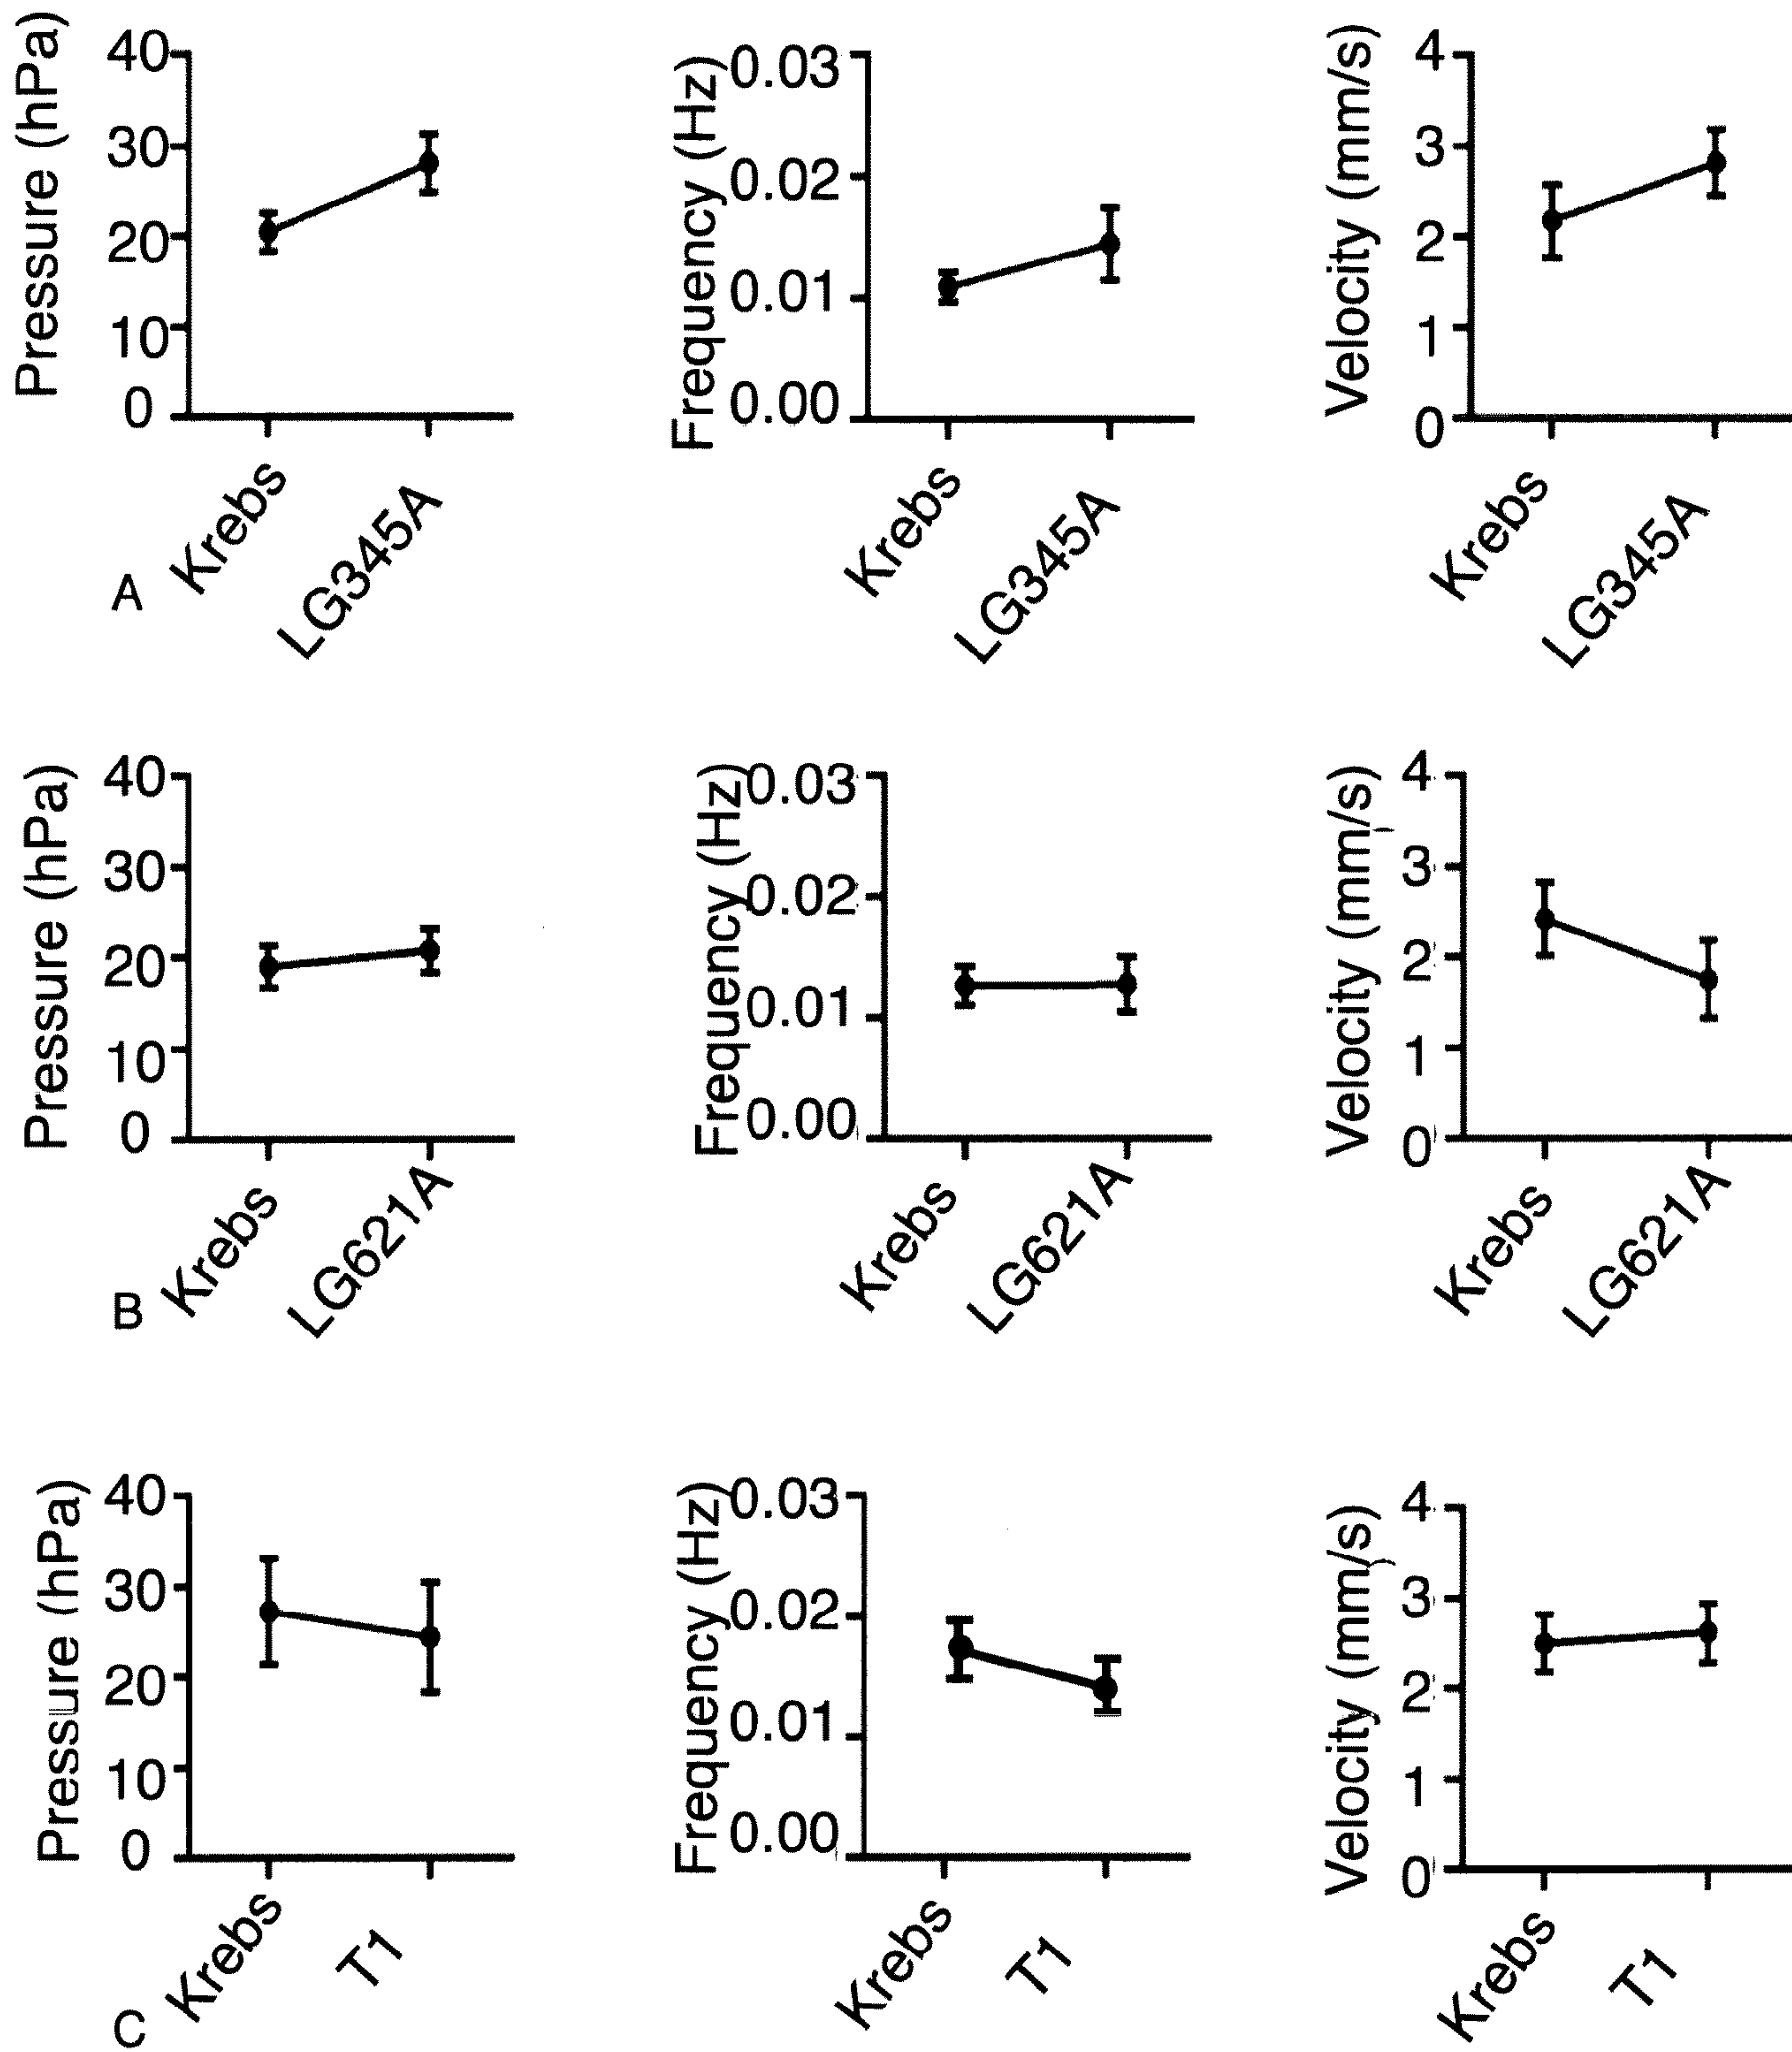 Pressure (hPa)
40
30
20
10
0
Krebs
LG345A
Frequency (Hz)
0.03
0.02
0.01
0.00
Krebs
LG345A
Velocity (mm/s)
4
3
2
1
0
Krebs
LG345A
A
Pressure (hPa)
40
30
20
10
0
Krebs
LG621A
Frequency (Hz)
0.03
0.02
0.01
0.00
Krebs
LG621A
Velocity (mm/s)
4
3
2
1
0
Krebs
LG621A
B
Pressure (hPa)
40
30
20
10
0
Krebs
T1
Frequency (Hz)
0.03
0.02
0.01
0.00
Krebs
T1
Velocity (mm/s)
4
3
2
1
0
Krebs
T1
C